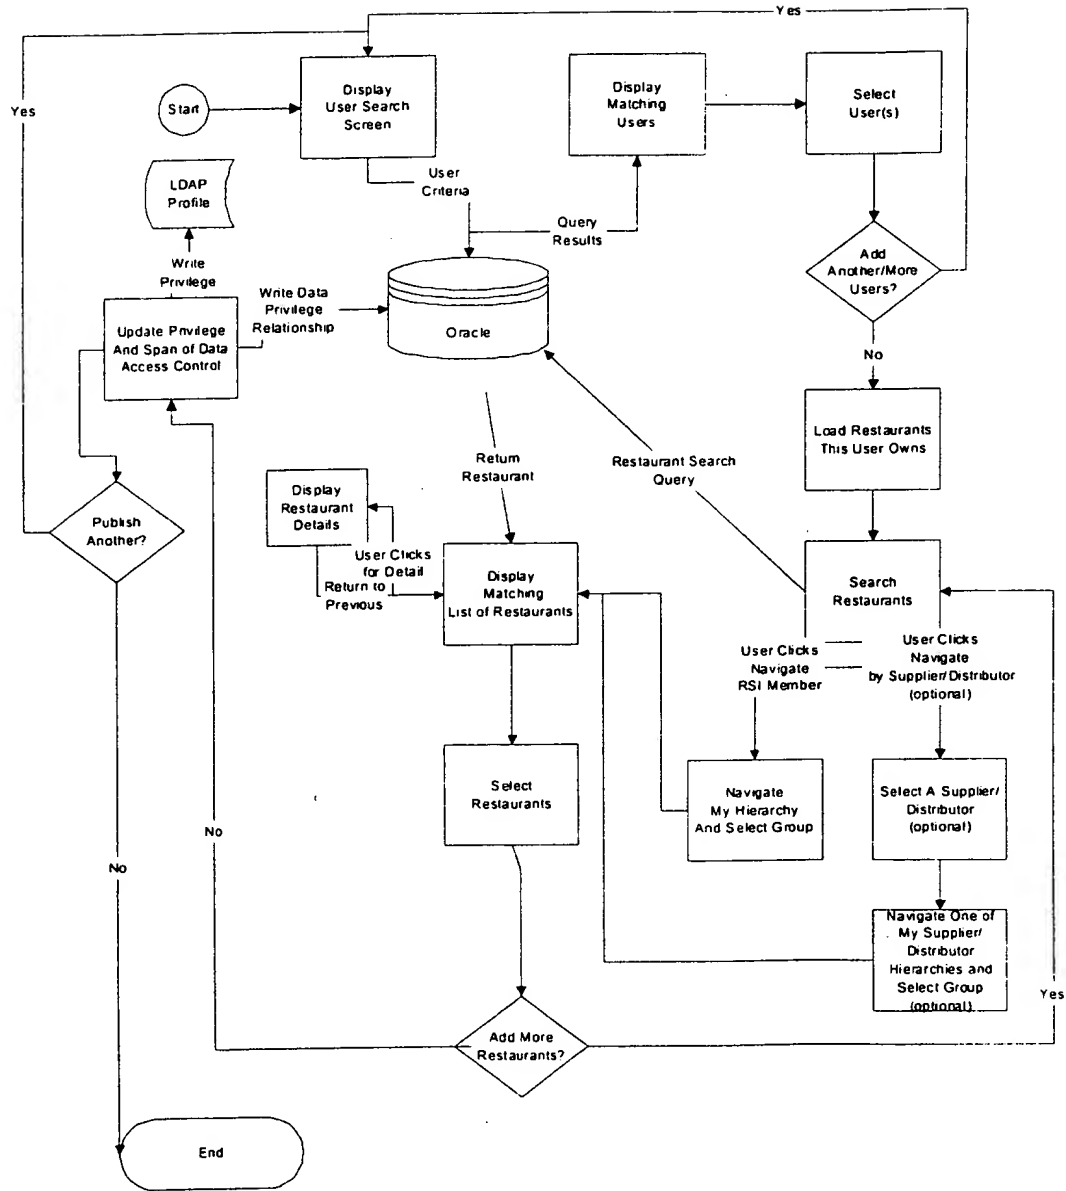 Yes
Yes
Start
Display
User Search
Screen
Display
Matching
Users
Select
User(s)
User
Criteria
LDAP
Profile
Query
Results
Add
Another/More
Users?
Write
Privilege
Write Data
Privilege
Relationship
Oracle
Update Privilege
And Span of Data
Access Control
No
Load Restaurants
This User Owns
Return
Restaurant
Restaurant Search
Query
Display
Restaurant
Details
Publish
Another?
User Clicks
for Detail
Return to
Previous
Display
Matching
List of Restaurants
Search
Restaurants
User Clicks
Navigate
RSI Member
User Clicks
Navigate
by Supplier/Distributor
(optional)
Select
Restaurants
Navigate
My Hierarchy
And Select Group
Select A Supplier/
Distributor
(optional)
No
No
Navigate One of
My Supplier/
Distributor
Hierarchies and
Select Group
(optional)
Yes
Add More
Restaurants?
End